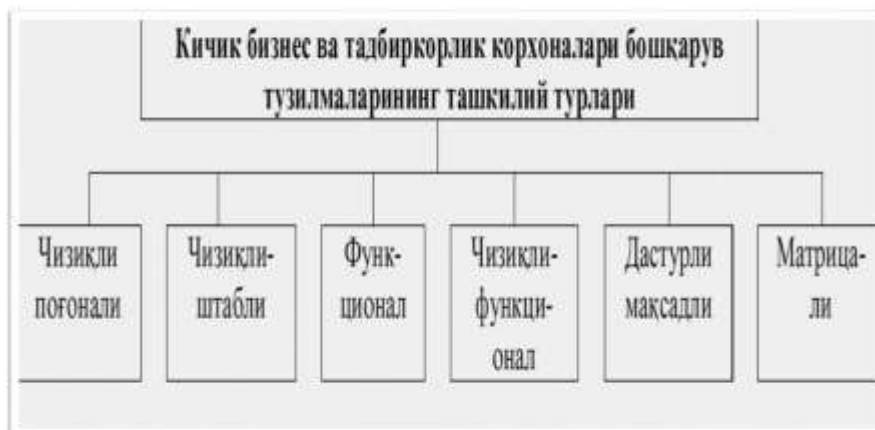 Кичик бизнес ва тадбиркорлик корхоналари бошқарув
тузилмаларининг ташкилий турлари
Чизиқли
поғонали
Чизиқли-
штабли
Функ-
ционал
Чизиқли-
функци-
онал
Дастурли
мақсадли
Матрица-
ли